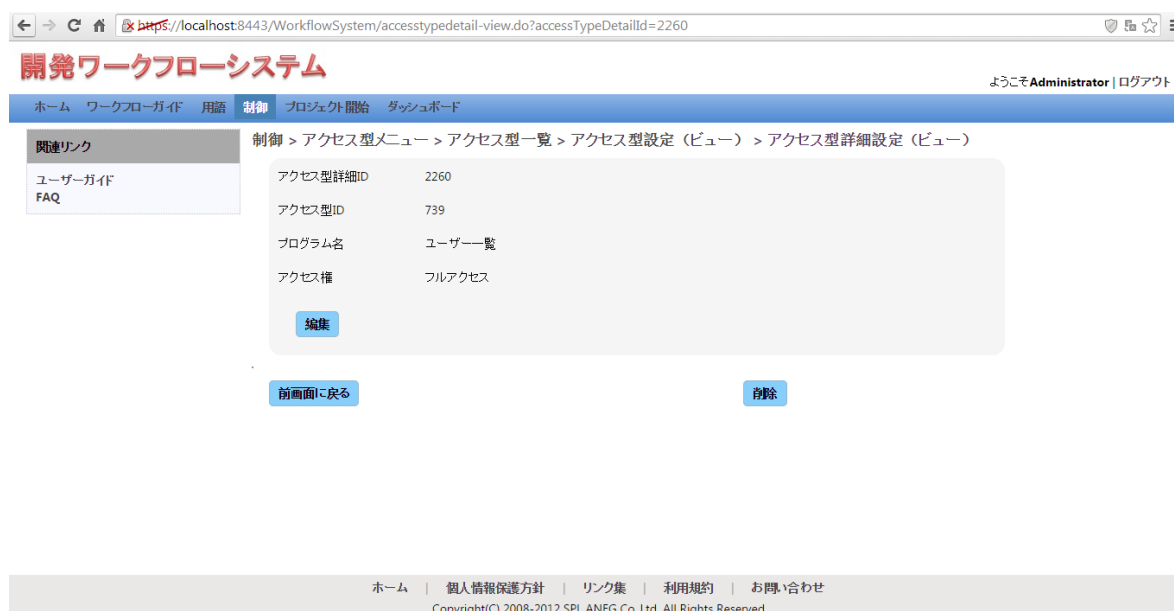 https://localhost:8443/WorkflowSystem/accesstypedetail-view.do?accessTypeDetailId=2260
開発ワークフローシステム
ようこそAdministrator | ログアウト
ホーム ワークフローガイド 用語 制御 プロジェクト開始 ダッシュボード
関連リンク
ユーザーガイド
FAQ
制御 > アクセス型メニュー > アクセス型一覧 > アクセス型設定（ビュー） > アクセス型詳細設定（ビュー）
アクセス型詳細ID 2260
アクセス型ID 739
プログラム名 ユーザー一覧
アクセス権 フルアクセス
編集
前画面に戻る 削除
ホーム | 個人情報保護方針 | リンク集 | 利用規約 | お問い合わせ
Copyright(C) 2008-2012 SPLANEG Co. Ltd. All Rights Reserved